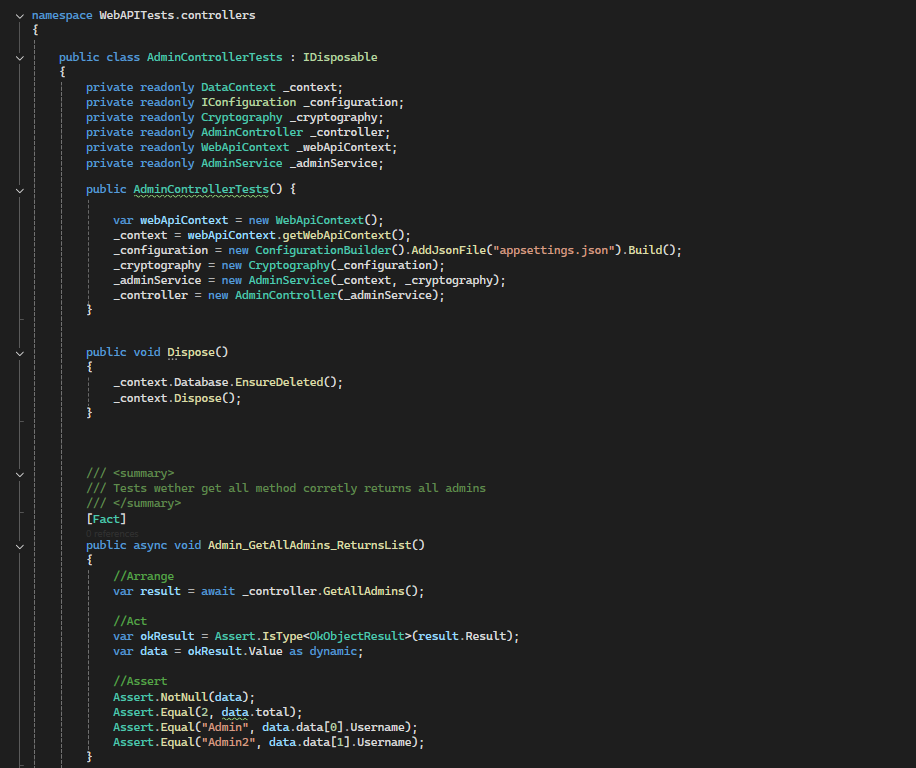 namespace WebAPITests.controllers
{
public class AdminControllerTests : IDisposable
{
private readonly DataContext _context;
private readonly IConfiguration _configuration;
private readonly Cryptography _cryptography;
private readonly AdminController _controller;
private readonly WebApiContext _webApiContext;
private readonly AdminService _adminService;
public AdminControllerTests() {
var webApiContext = new WebApiContext();
_context = webApiContext.getWebApiContext();
_configuration = new ConfigurationBuilder().AddJsonFile("appsettings.json").Build();
_cryptography = new Cryptography(_configuration);
_adminService = new AdminService(_context, _cryptography);
_controller = new AdminController(_adminService);
}
public void Dispose()
{
_context.Database.EnsureDeleted();
_context.Dispose();
}
/// <summary>
/// Tests wether get all method corretly returns all admins
/// </summary>
[Fact]
0 references
public async void Admin_GetAllAdmins_ReturnsList()
{
//Arrange
var result = await _controller.GetAllAdmins();
//Act
var okResult = Assert.IsType<OkObjectResult>(result.Result);
var data = okResult.Value as dynamic;
//Assert
Assert.NotNull(data);
Assert.Equal(2, data.total);
Assert.Equal("Admin", data.data[0].Username);
Assert.Equal("Admin2", data.data[1].Username);
}